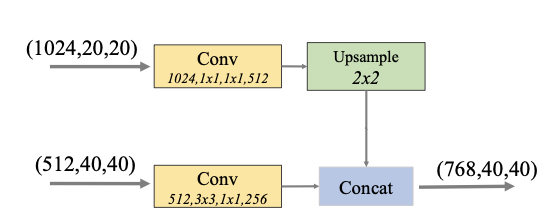 (1024,20,20)
Conv
1024,1x1,1x1,512
Upsample
2x2
(512,40,40)
Conv
512,3x3,1x1,256
Concat
(768,40,40)